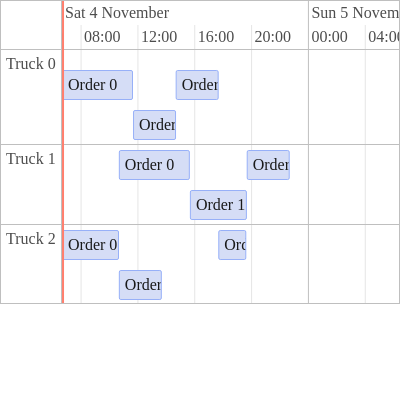 Sat 4 November
Sun 5 Novem
08:00
12:00
16:00
20:00
00:00
04:00
Truck 0
Order 0
Order
Order
Truck 1
Order 0
Order
Order 1
Truck 2
Order 0
Order